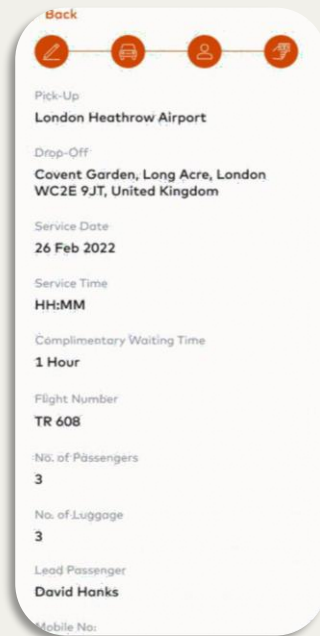 Back
Pick-Up
London Heathrow Airport
Drop-Off
Covent Garden, Long Acre, London
WC2E 9JT, United Kingdom
Service Date
26 Feb 2022
Service Time
HH:MM
Complimentary Waiting Time
1 Hour
Flight Number
TR 608
No. of Passengers
3
No. of Luggage
3
Lead Passenger
David Hanks
Mobile No: